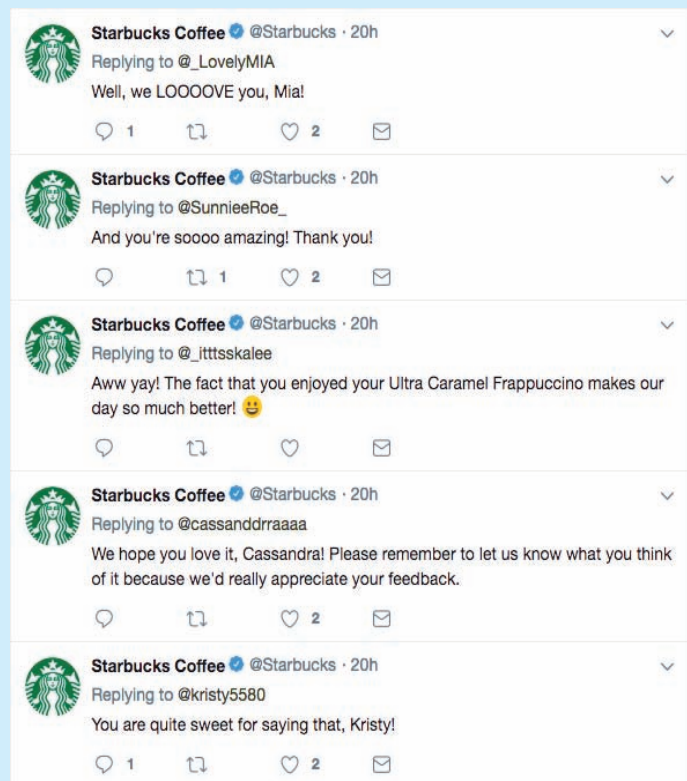 Starbucks Coffee @Starbucks · 20h
Replying to @_LovelyMIA
Well, we LOOOOVE you, Mia!
1 2
Starbucks Coffee @Starbucks · 20h
Replying to @SunnieeRoe_
And you're soooo amazing! Thank you!
1 2
Starbucks Coffee @Starbucks · 20h
Replying to @_itttsskalee
Aww yay! The fact that you enjoyed your Ultra Caramel Frappuccino makes our
day so much better! 😀
Starbucks Coffee @Starbucks · 20h
Replying to @cassanddrraaaa
We hope you love it, Cassandra! Please remember to let us know what you think
of it because we'd really appreciate your feedback.
2
Starbucks Coffee @Starbucks · 20h
Replying to @kristy5580
You are quite sweet for saying that, Kristy!
1 2